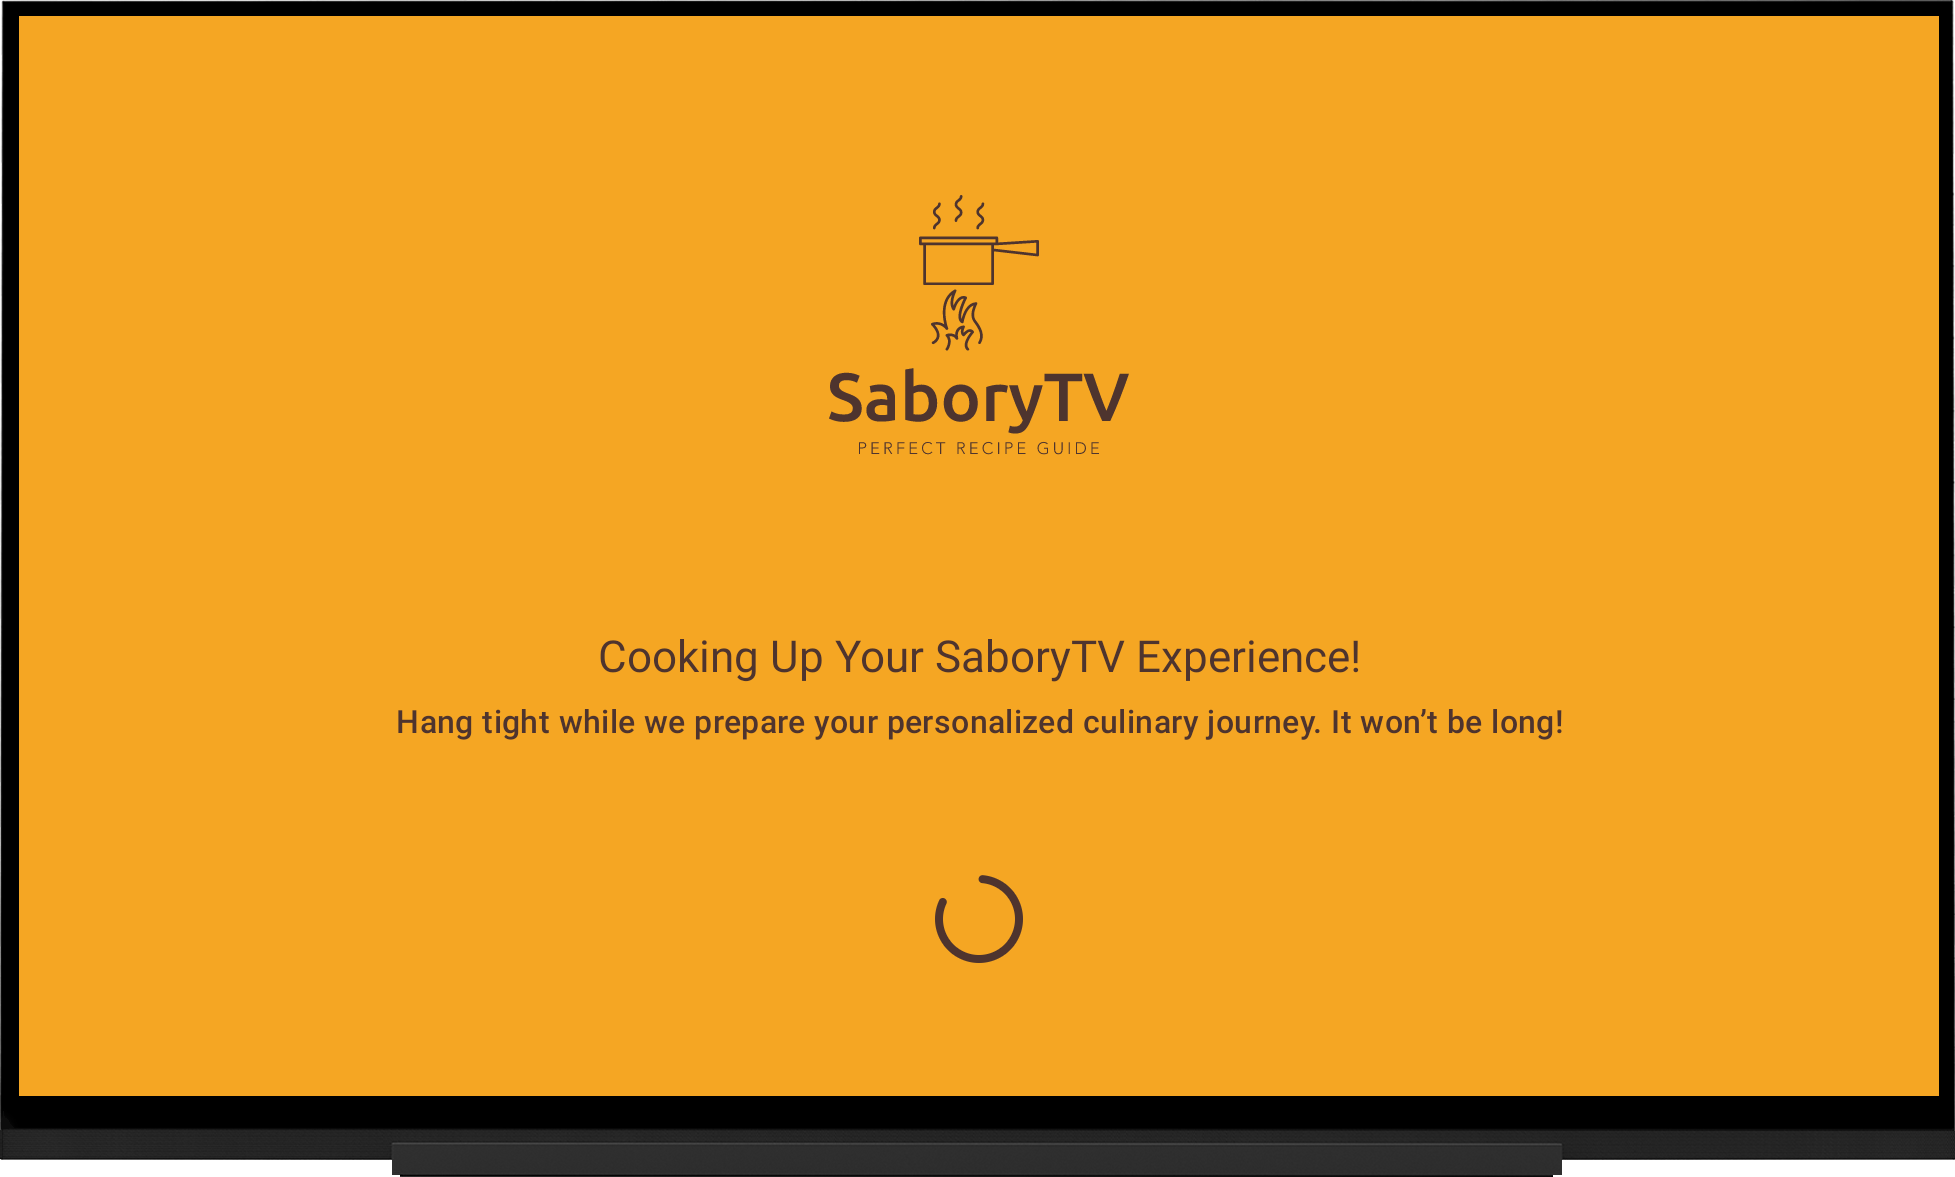 SaboryTV
PERFECT RECIPE GUIDE
Cooking Up Your SaboryTV Experience!
Hang tight while we prepare your personalized culinary journey. It won’t be long!